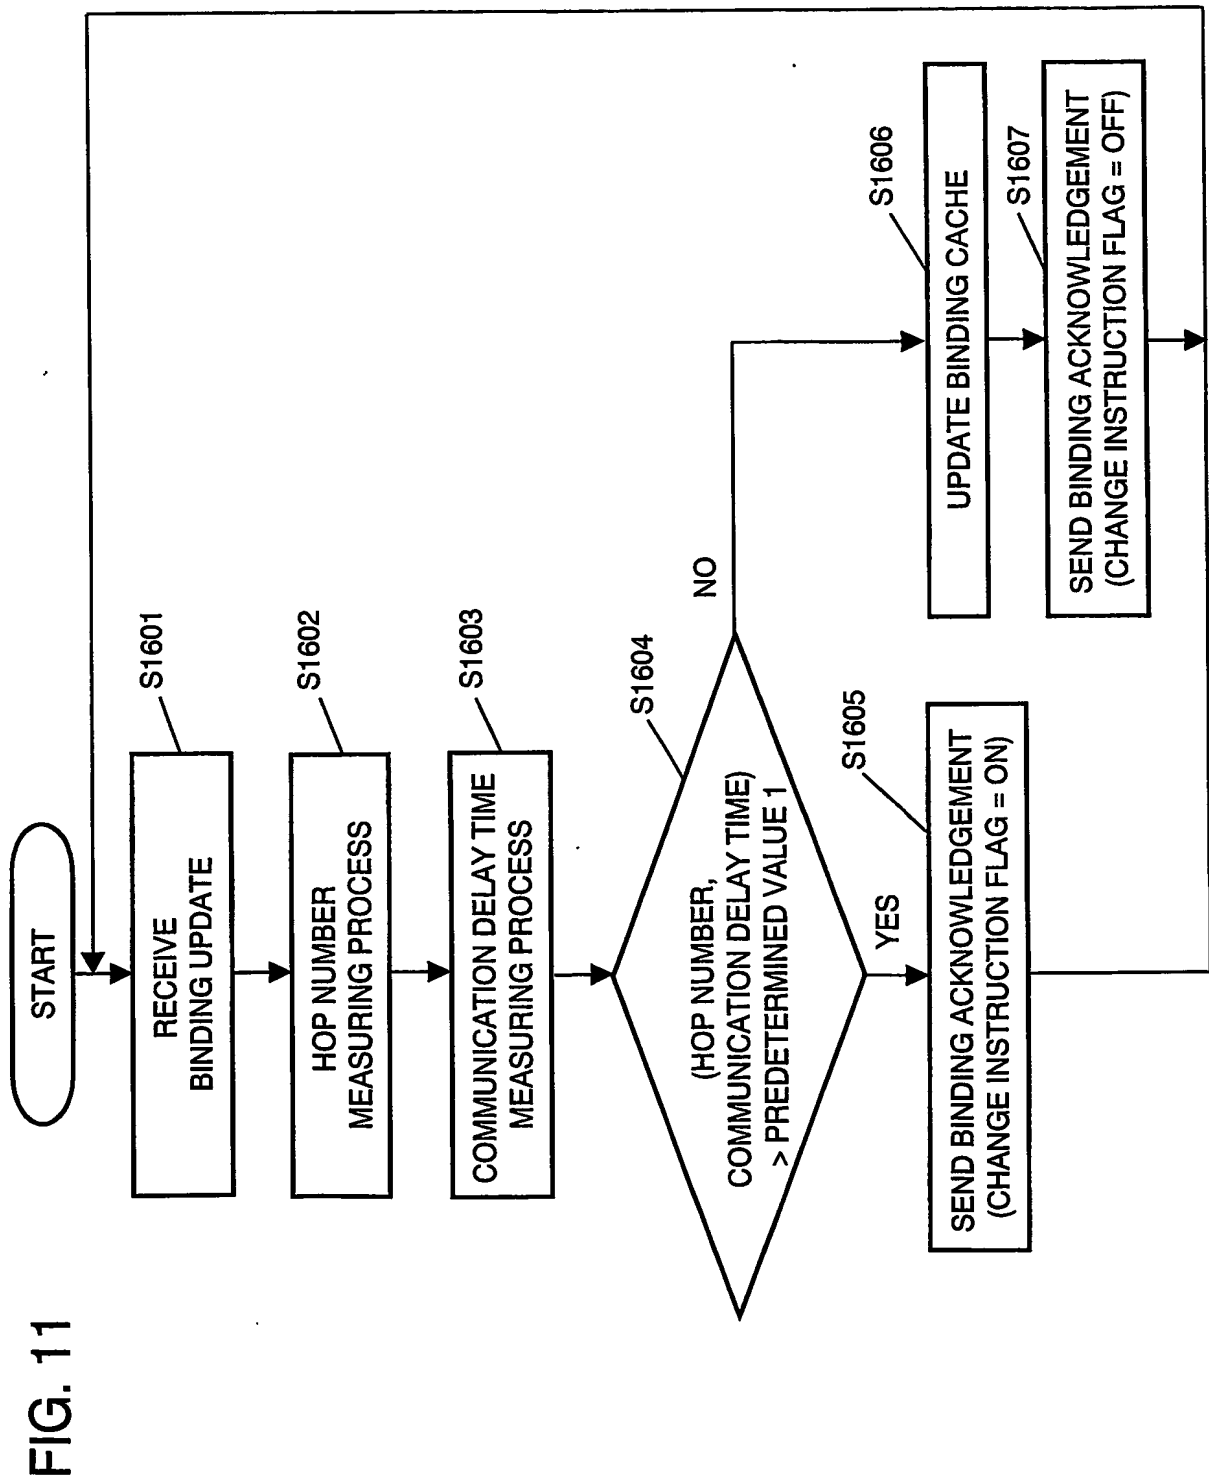 FIG. 11
START
S1601
RECEIVE
BINDING UPDATE
S1602
HOP NUMBER
MEASURING PROCESS
S1603
COMMUNICATION DELAY TIME
MEASURING PROCESS
S1604
(HOP NUMBER,
COMMUNICATION DELAY TIME)
> PREDETERMINED VALUE 1
NO
YES
S1605
SEND BINDING ACKNOWLEDGEMENT
(CHANGE INSTRUCTION FLAG = ON)
S1606
UPDATE BINDING CACHE
S1607
SEND BINDING ACKNOWLEDGEMENT
(CHANGE INSTRUCTION FLAG = OFF)